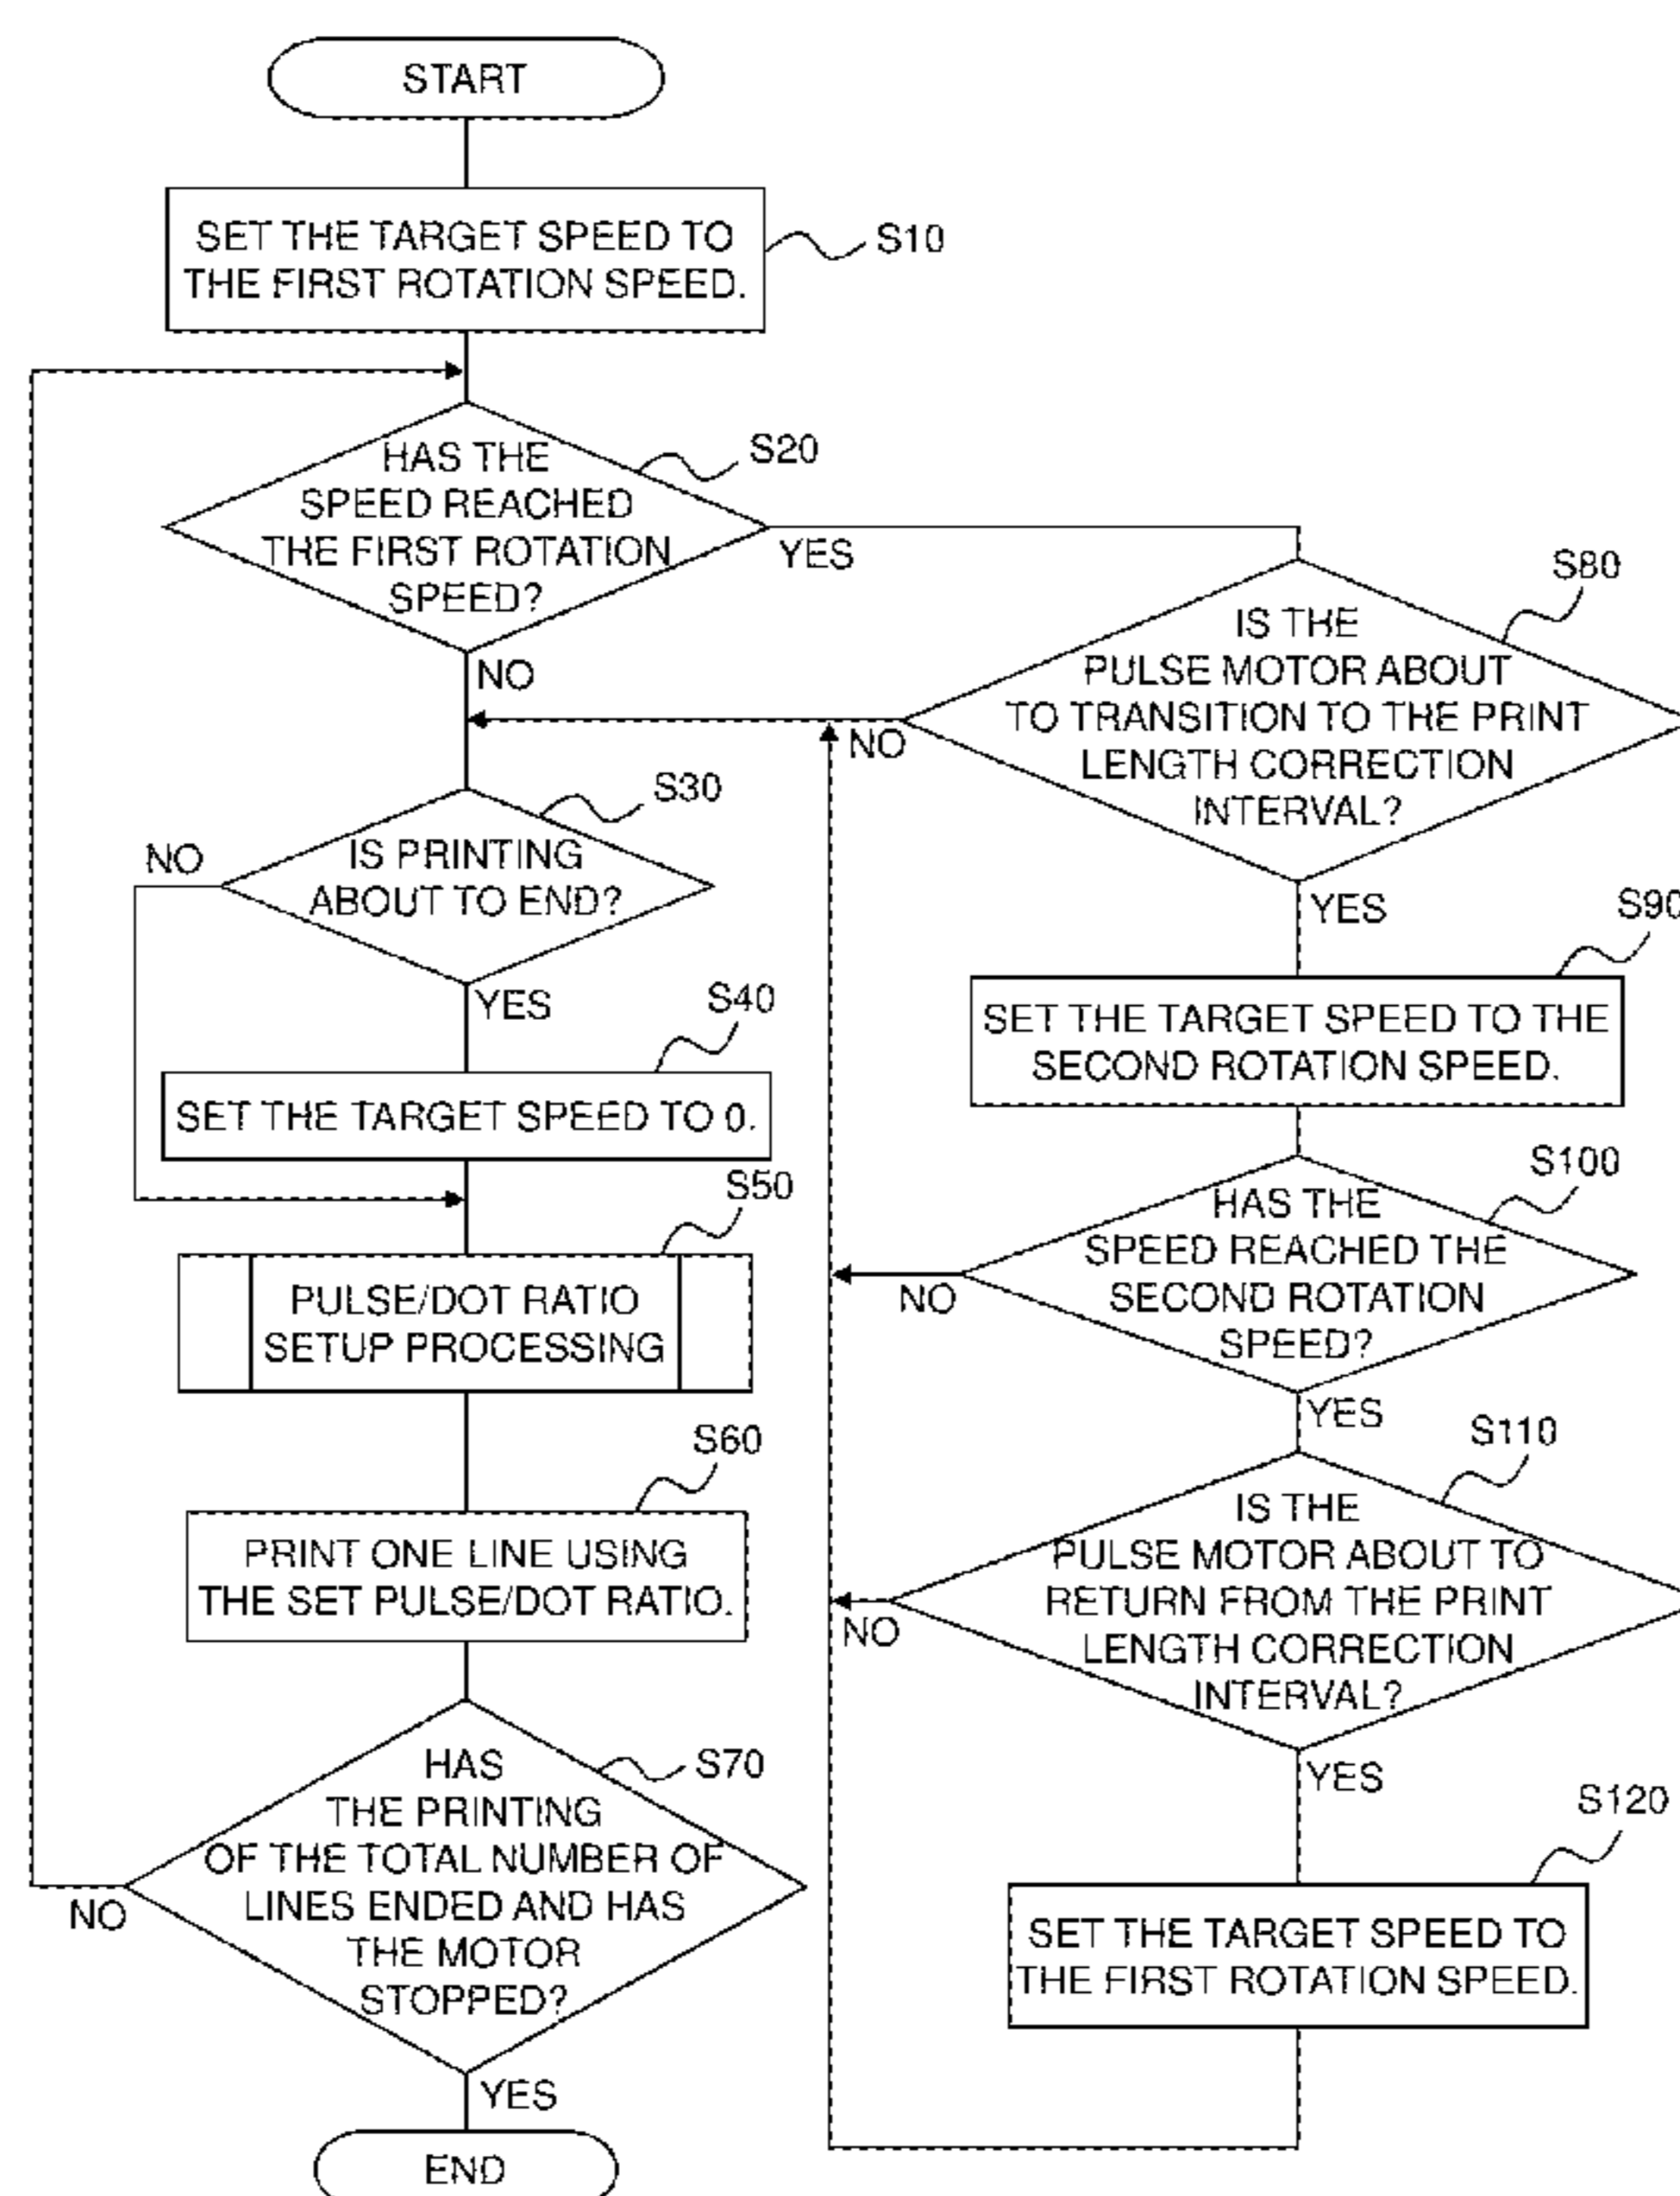 START
SET THE TARGET SPEED TO
THE FIRST ROTATION SPEED.
S10
HAS THE
SPEED REACHED
THE FIRST ROTATION
SPEED?
S20
YES
NO
IS PRINTING
ABOUT TO END?
S30
NO
YES
SET THE TARGET SPEED TO 0.
S40
PULSE/DOT RATIO
SETUP PROCESSING
S50
PRINT ONE LINE USING
THE SET PULSE/DOT RATIO.
S60
HAS
THE PRINTING
OF THE TOTAL NUMBER OF
LINES ENDED AND HAS
THE MOTOR
STOPPED?
S70
NO
YES
END
IS THE
PULSE MOTOR ABOUT
TO TRANSITION TO THE PRINT
LENGTH CORRECTION
INTERVAL?
S80
NO
YES
SET THE TARGET SPEED TO THE
SECOND ROTATION SPEED.
S90
HAS THE
SPEED REACHED THE
SECOND ROTATION
SPEED?
S100
NO
YES
IS THE
PULSE MOTOR ABOUT TO
RETURN FROM THE PRINT
LENGTH CORRECTION
INTERVAL?
S110
NO
YES
SET THE TARGET SPEED TO
THE FIRST ROTATION SPEED.
S120